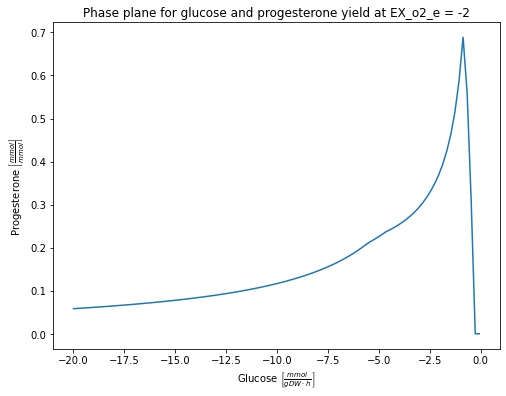 Phase plane for glucose and progesterone yield at EX_o2_e = -2
Progesterone [mmol/mmol]
0.7
0.6
0.5
0.4
0.3
0.2
0.1
0.0
−20.0 −17.5 −15.0 −12.5 −10.0 −7.5 −5.0 −2.5 0.0
Glucose [mmol/gDW·h]